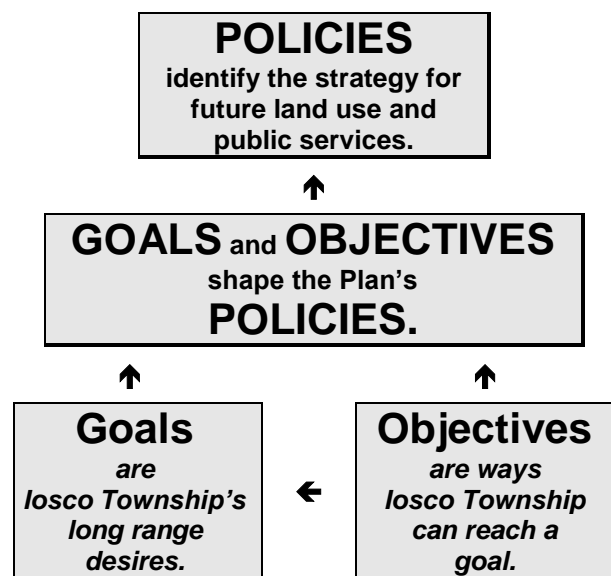 POLICIES
identify the strategy for
future land use and
public services.
GOALS and OBJECTIVES
shape the Plan's
POLICIES.
Goals
are
Iosco Township's
long range
desires.
Objectives
are ways
Iosco Township
can reach a
goal.